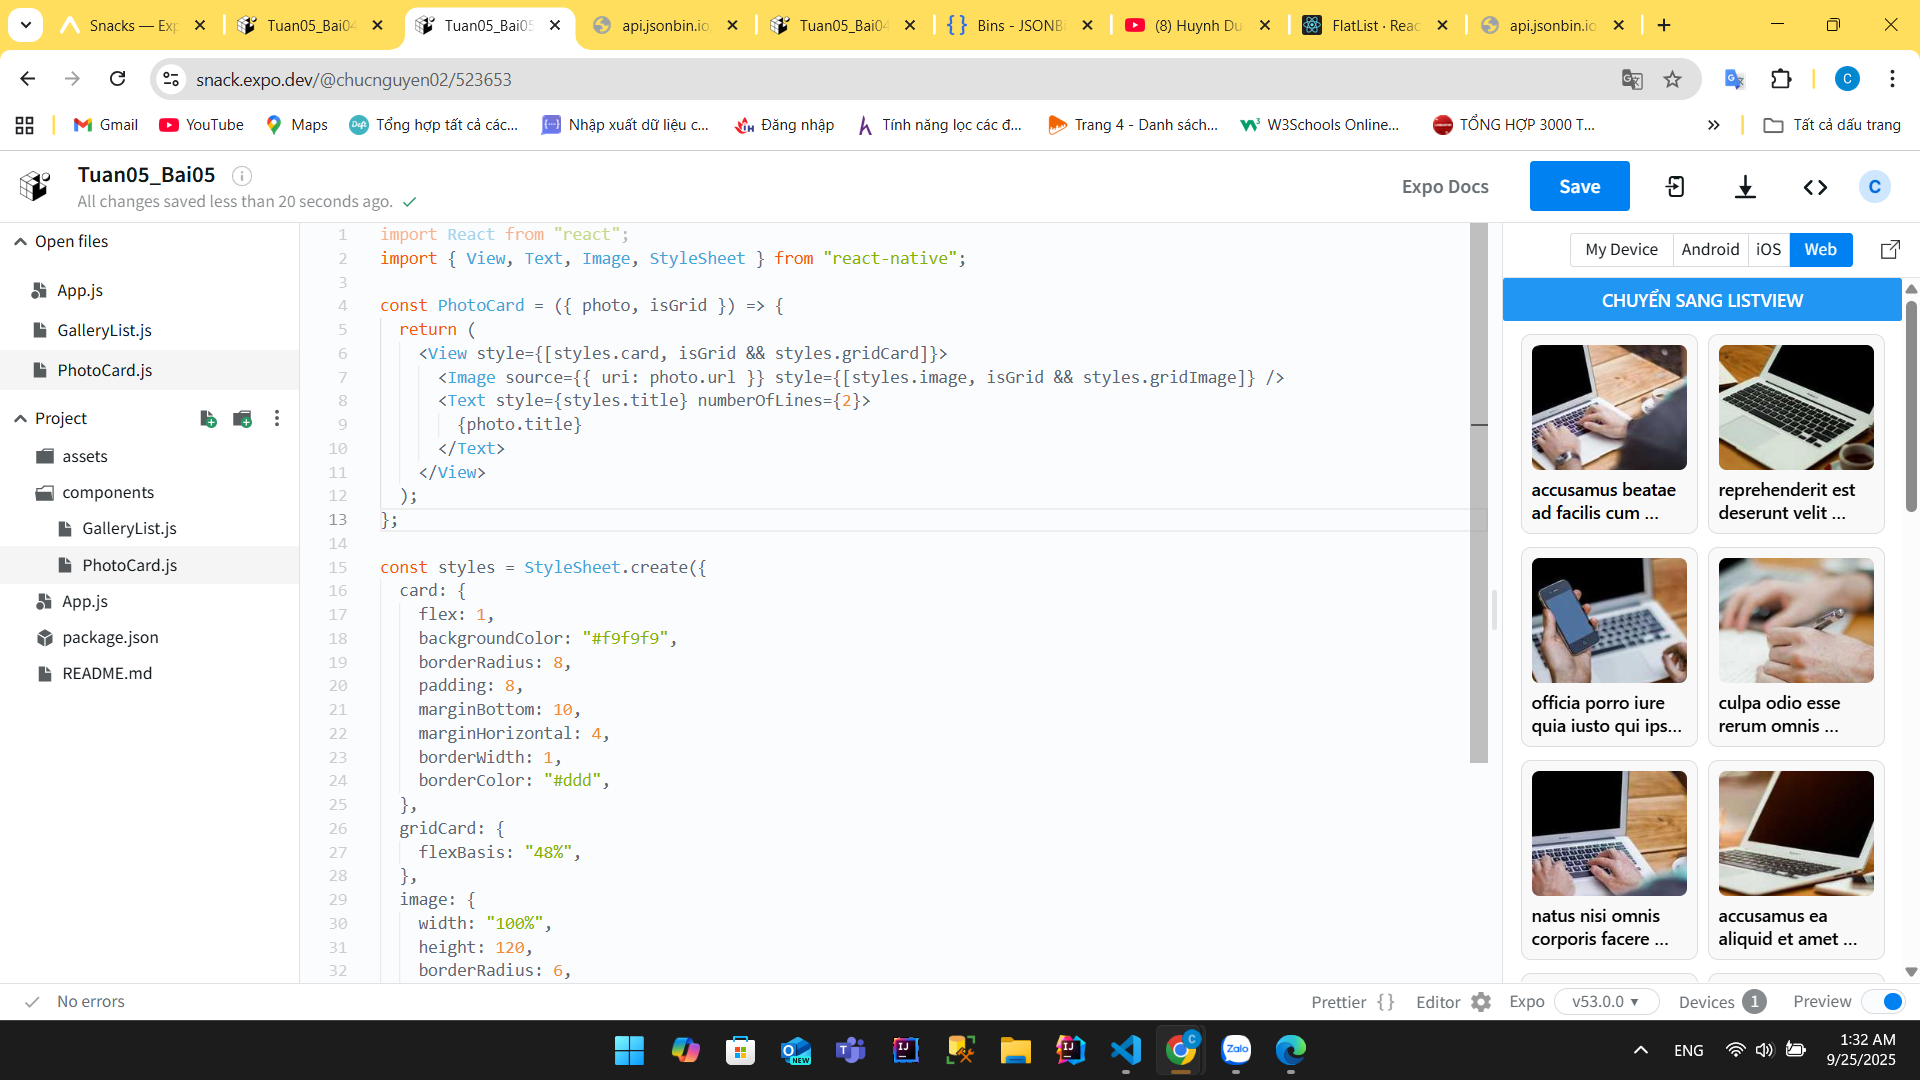 Snacks — Exp
Tuan05_Bai04
Tuan05_Bai05
api.jsonbin.io
Tuan05_Bai04
Bins - JSONBi
(8) Huynh Du
FlatList · Reac
api.jsonbin.io
snack.expo.dev/@chucnguyen02/523653
C
Gmail
YouTube
Maps
Tổng hợp tất cả các...
Nhập xuất dữ liệu c...
Đăng nhập
Tính năng lọc các đ...
Trang 4 - Danh sách...
W3Schools Online...
TỔNG HỢP 3000 T...
Tất cả dấu trang
Tuan05_Bai05
All changes saved less than 20 seconds ago.
Expo Docs
Save
C
Open files
App.js
GalleryList.js
PhotoCard.js
Project
assets
components
GalleryList.js
PhotoCard.js
App.js
package.json
README.md
1 import React from "react";
2 import { View, Text, Image, StyleSheet } from "react-native";
3
4 const PhotoCard = ({ photo, isGrid }) => {
5 return (
6 <View style={[styles.card, isGrid && styles.gridCard]}>
7 <Image source={{ uri: photo.url }} style={[styles.image, isGrid && styles.gridImage]} />
8 <Text style={styles.title} numberOfLines={2}>
9 {photo.title}
10 </Text>
11 </View>
12 );
13 };
14
15 const styles = StyleSheet.create({
16 card: {
17 flex: 1,
18 backgroundColor: "#f9f9f9",
19 borderRadius: 8,
20 padding: 8,
21 marginBottom: 10,
22 marginHorizontal: 4,
23 borderWidth: 1,
24 borderColor: "#ddd",
25 },
26 gridCard: {
27 flexBasis: "48%",
28 },
29 image: {
30 width: "100%",
31 height: 120,
32 borderRadius: 6,
My Device
Android
iOS
Web
CHUYỂN SANG LISTVIEW
accusamus beatae
ad facilis cum ...
reprehenderit est
deserunt velit ...
officia porro iure
quia iusto qui ips...
culpa odio esse
rerum omnis ...
natus nisi omnis
corporis facere ...
accusamus ea
aliquid et amet ...
No errors
Prettier { }
Editor
Expo
v53.0.0
Devices 1
Preview
NEW
Zalo
C
ENG
1:32 AM
9/25/2025